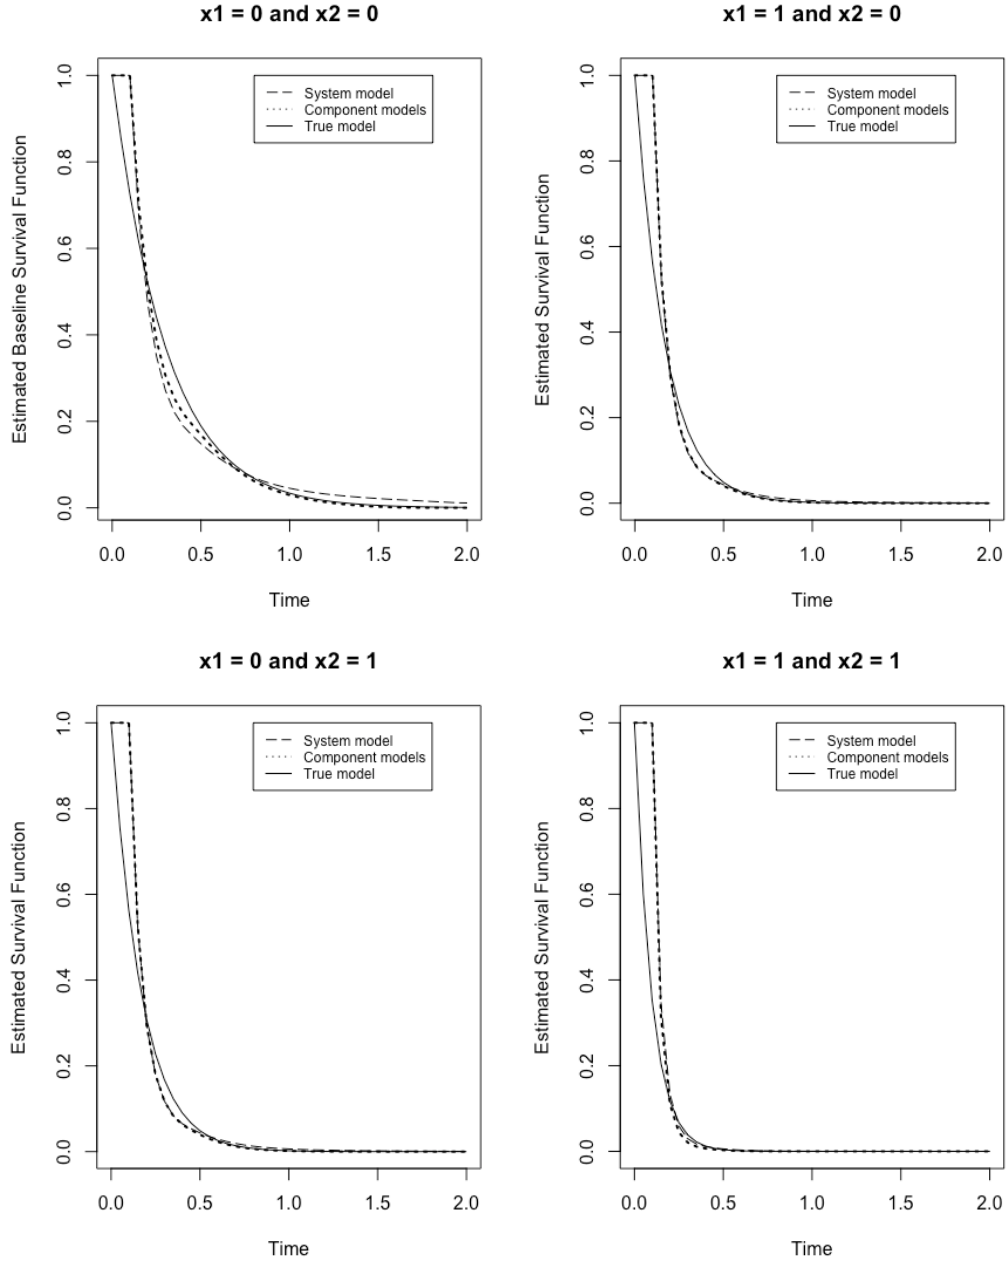 x1 = 0 and x2 = 0
Estimated Baseline Survival Function
1.0
0.8
0.6
0.4
0.2
0.0
System model
Component models
True model
0.0 0.5 1.0 1.5 2.0
Time
x1 = 1 and x2 = 0
Estimated Survival Function
1.0
0.8
0.6
0.4
0.2
0.0
System model
Component models
True model
0.0 0.5 1.0 1.5 2.0
Time
x1 = 0 and x2 = 1
Estimated Survival Function
1.0
0.8
0.6
0.4
0.2
0.0
System model
Component models
True model
0.0 0.5 1.0 1.5 2.0
Time
x1 = 1 and x2 = 1
Estimated Survival Function
1.0
0.8
0.6
0.4
0.2
0.0
System model
Component models
True model
0.0 0.5 1.0 1.5 2.0
Time